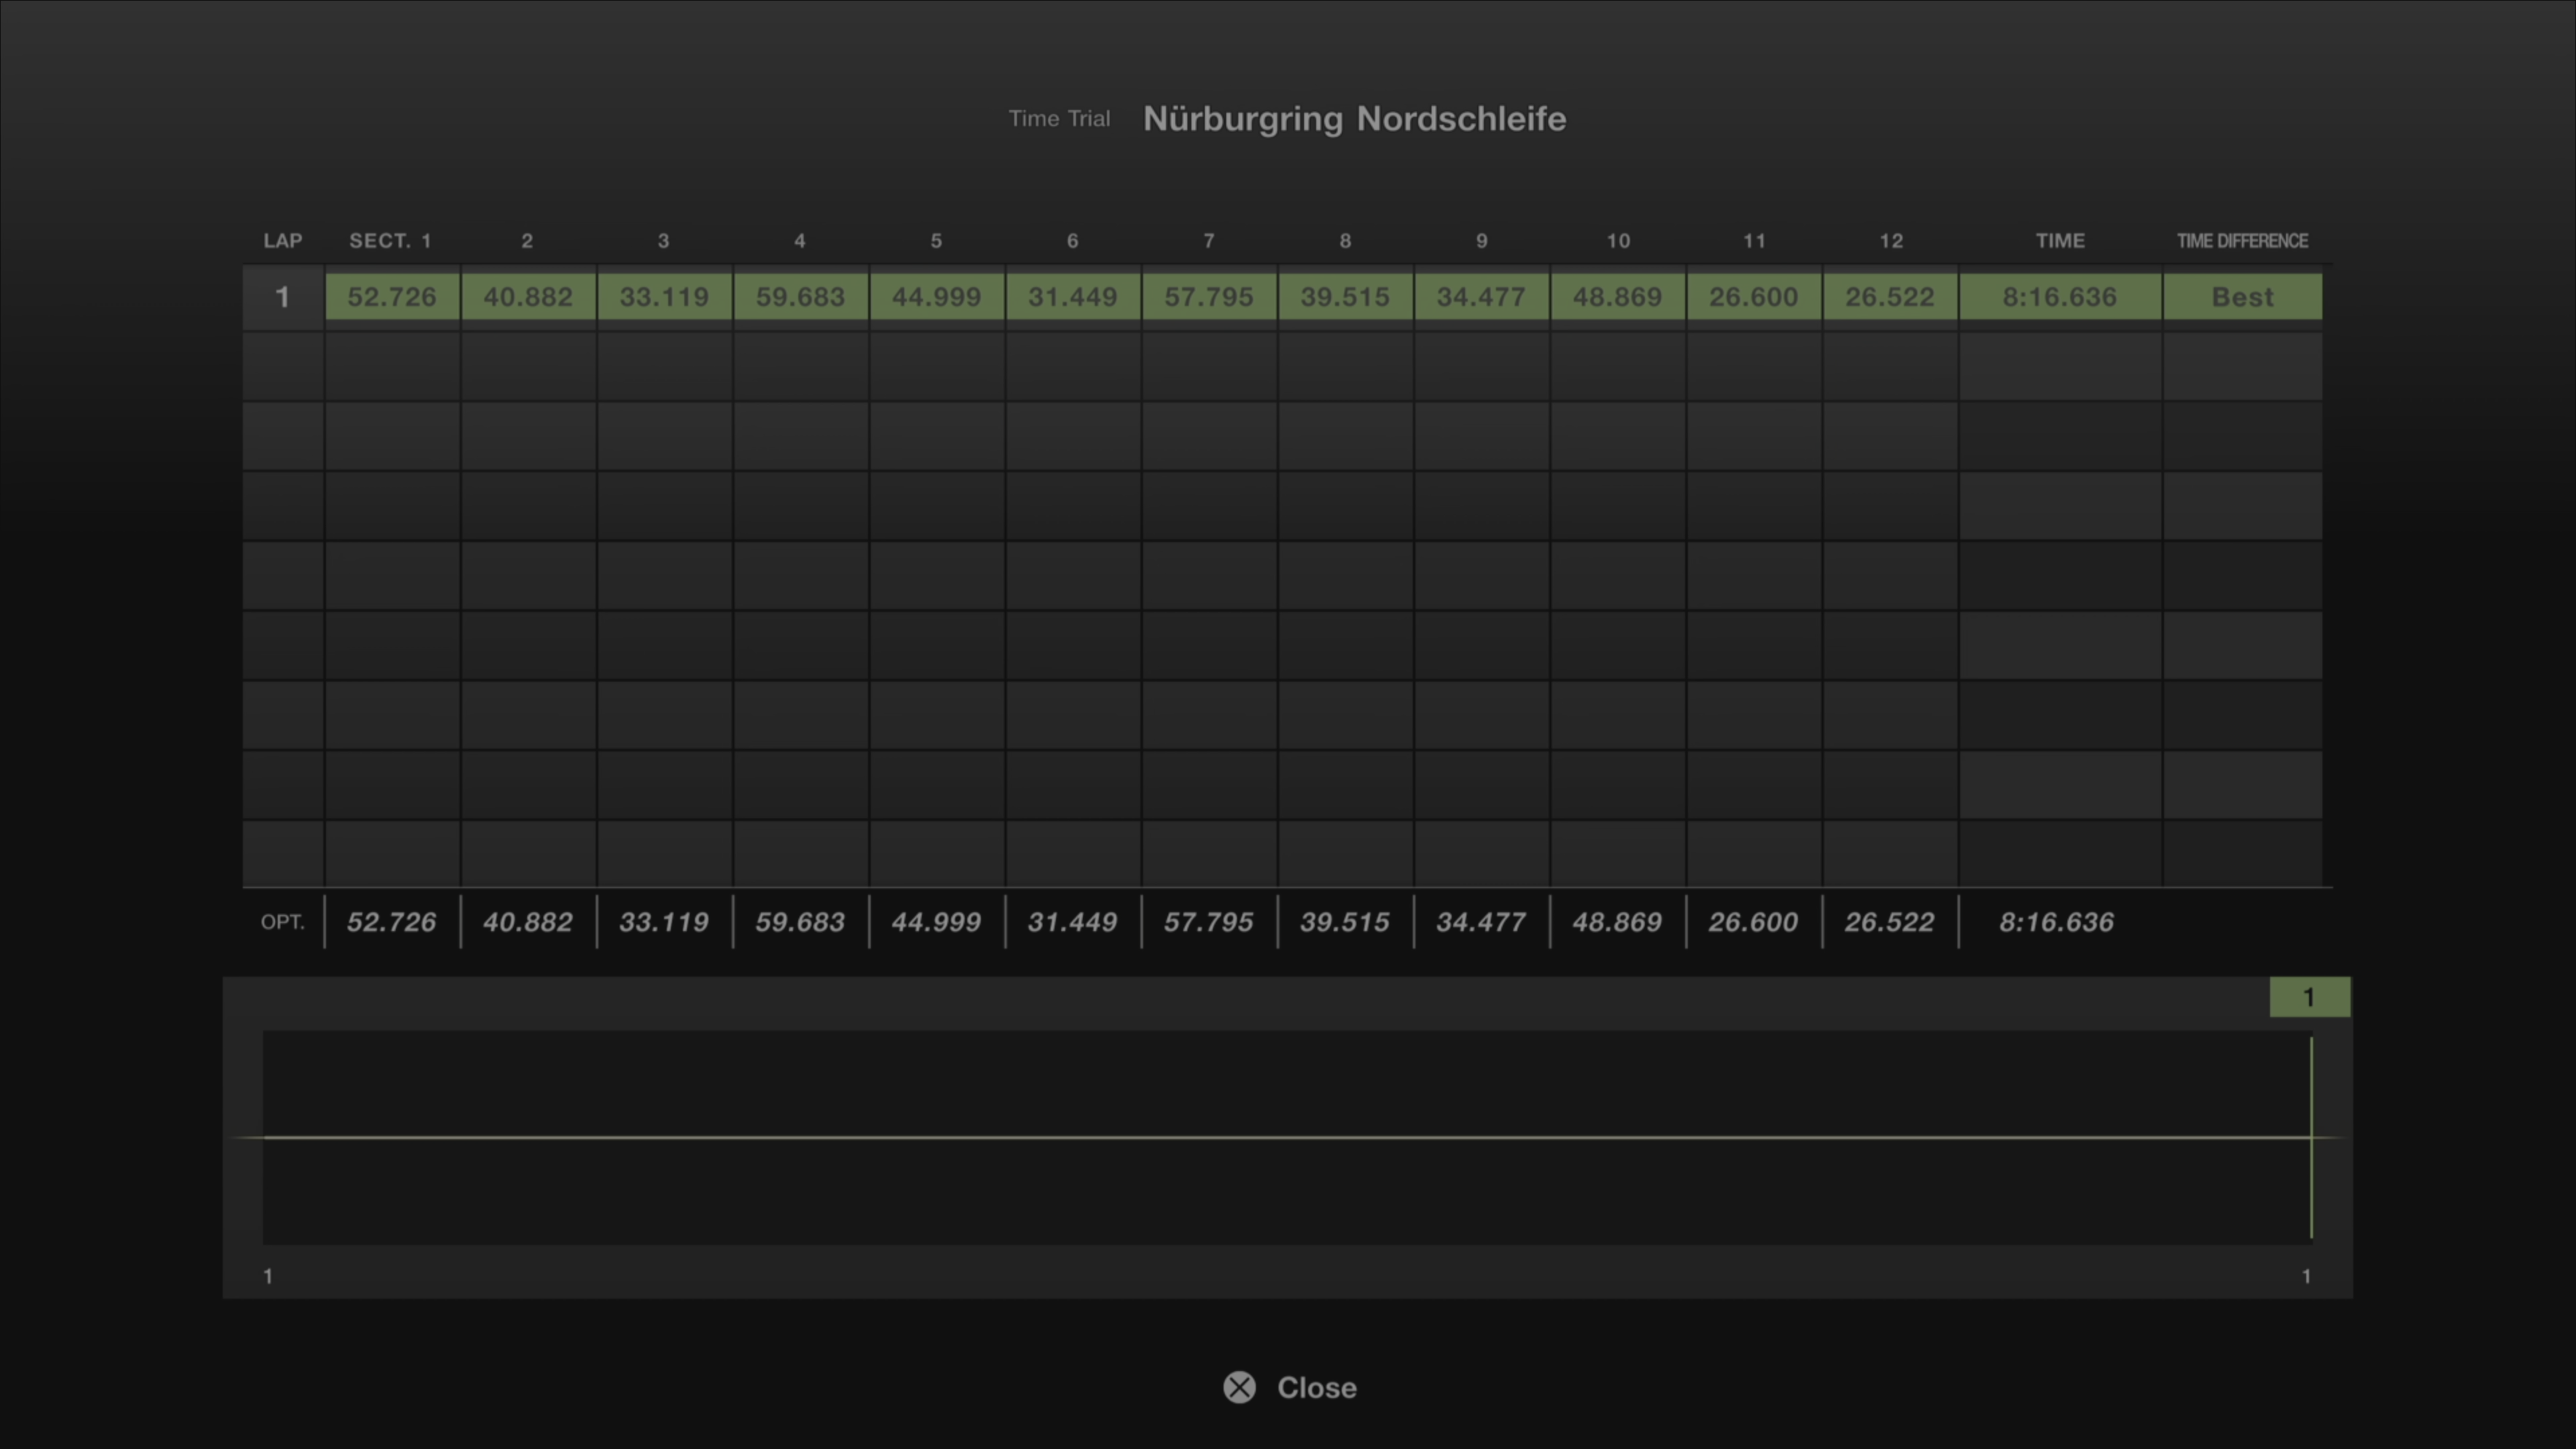 Time Trial Nürburgring Nordschleife
LAP SECT. 1 2 3 4 5 6 7 8 9 10 11 12 TIME TIME DIFFERENCE
1 52.726 40.882 33.119 59.683 44.999 31.449 57.795 39.515 34.477 48.869 26.600 26.522 8:16.636 Best
OPT. 52.726 40.882 33.119 59.683 44.999 31.449 57.795 39.515 34.477 48.869 26.600 26.522 8:16.636
1
1 1
Close